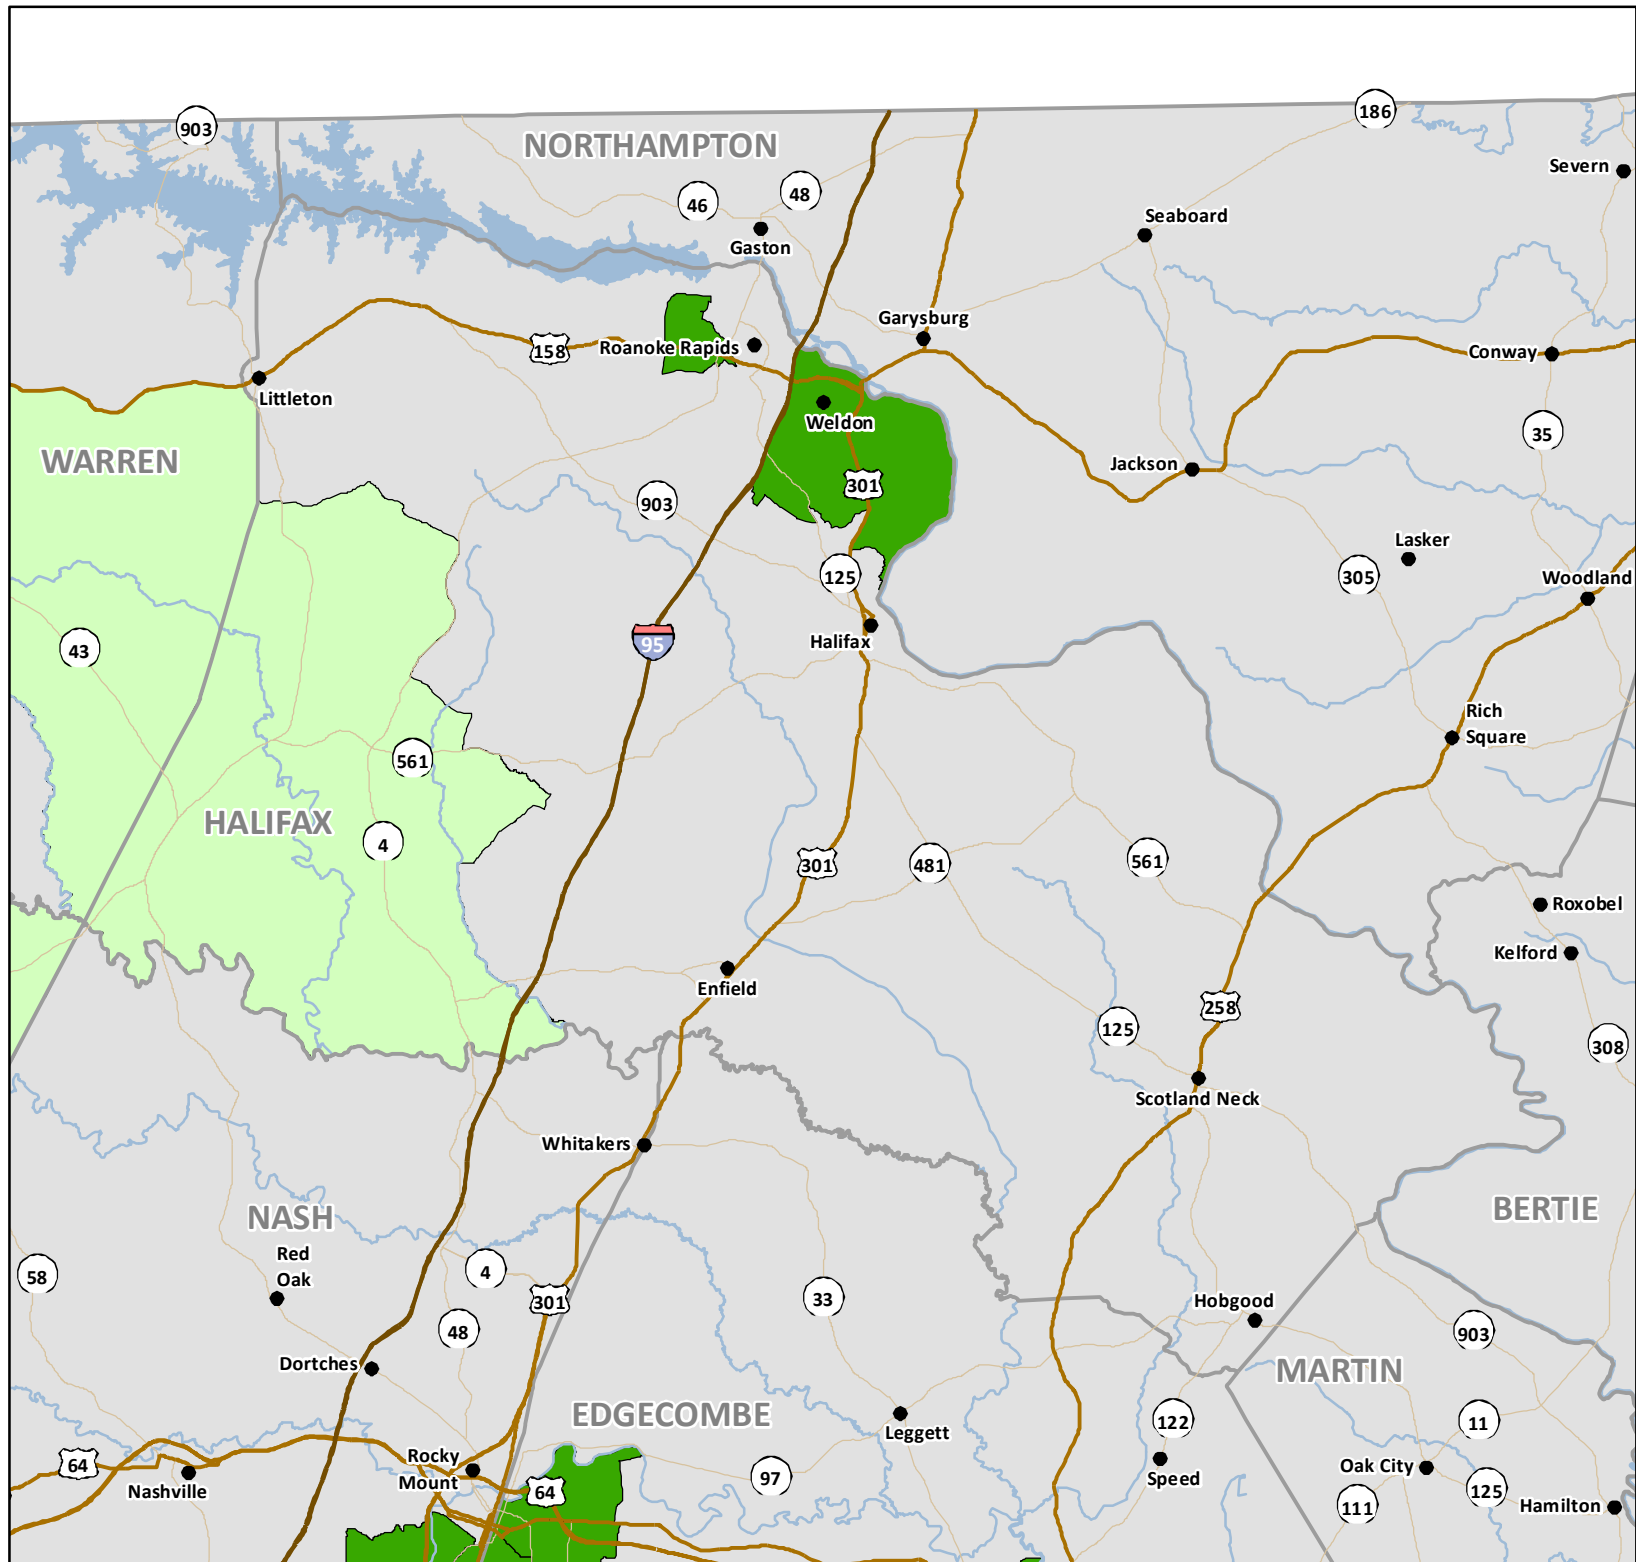 903
186
NORTHAMPTON
Severn
48
46
Seaboard
Gaston
Garysburg
158
Roanoke Rapids
Conway
Littleton
Weldon
35
WARREN
Jackson
301
903
Lasker
125
305
Woodland
Halifax
95
43
Rich
Square
561
HALIFAX
4
301
481
561
Roxobel
Kelford
Enfield
258
125
308
Scotland Neck
Whitakers
BERTIE
NASH
Red
Oak
58
4
301
33
Hobgood
48
903
Dortches
MARTIN
EDGECOMBE
122
11
Leggett
Rocky
Mount
64
97
Oak City
Speed
Nashville
64
125
111
Hamilton